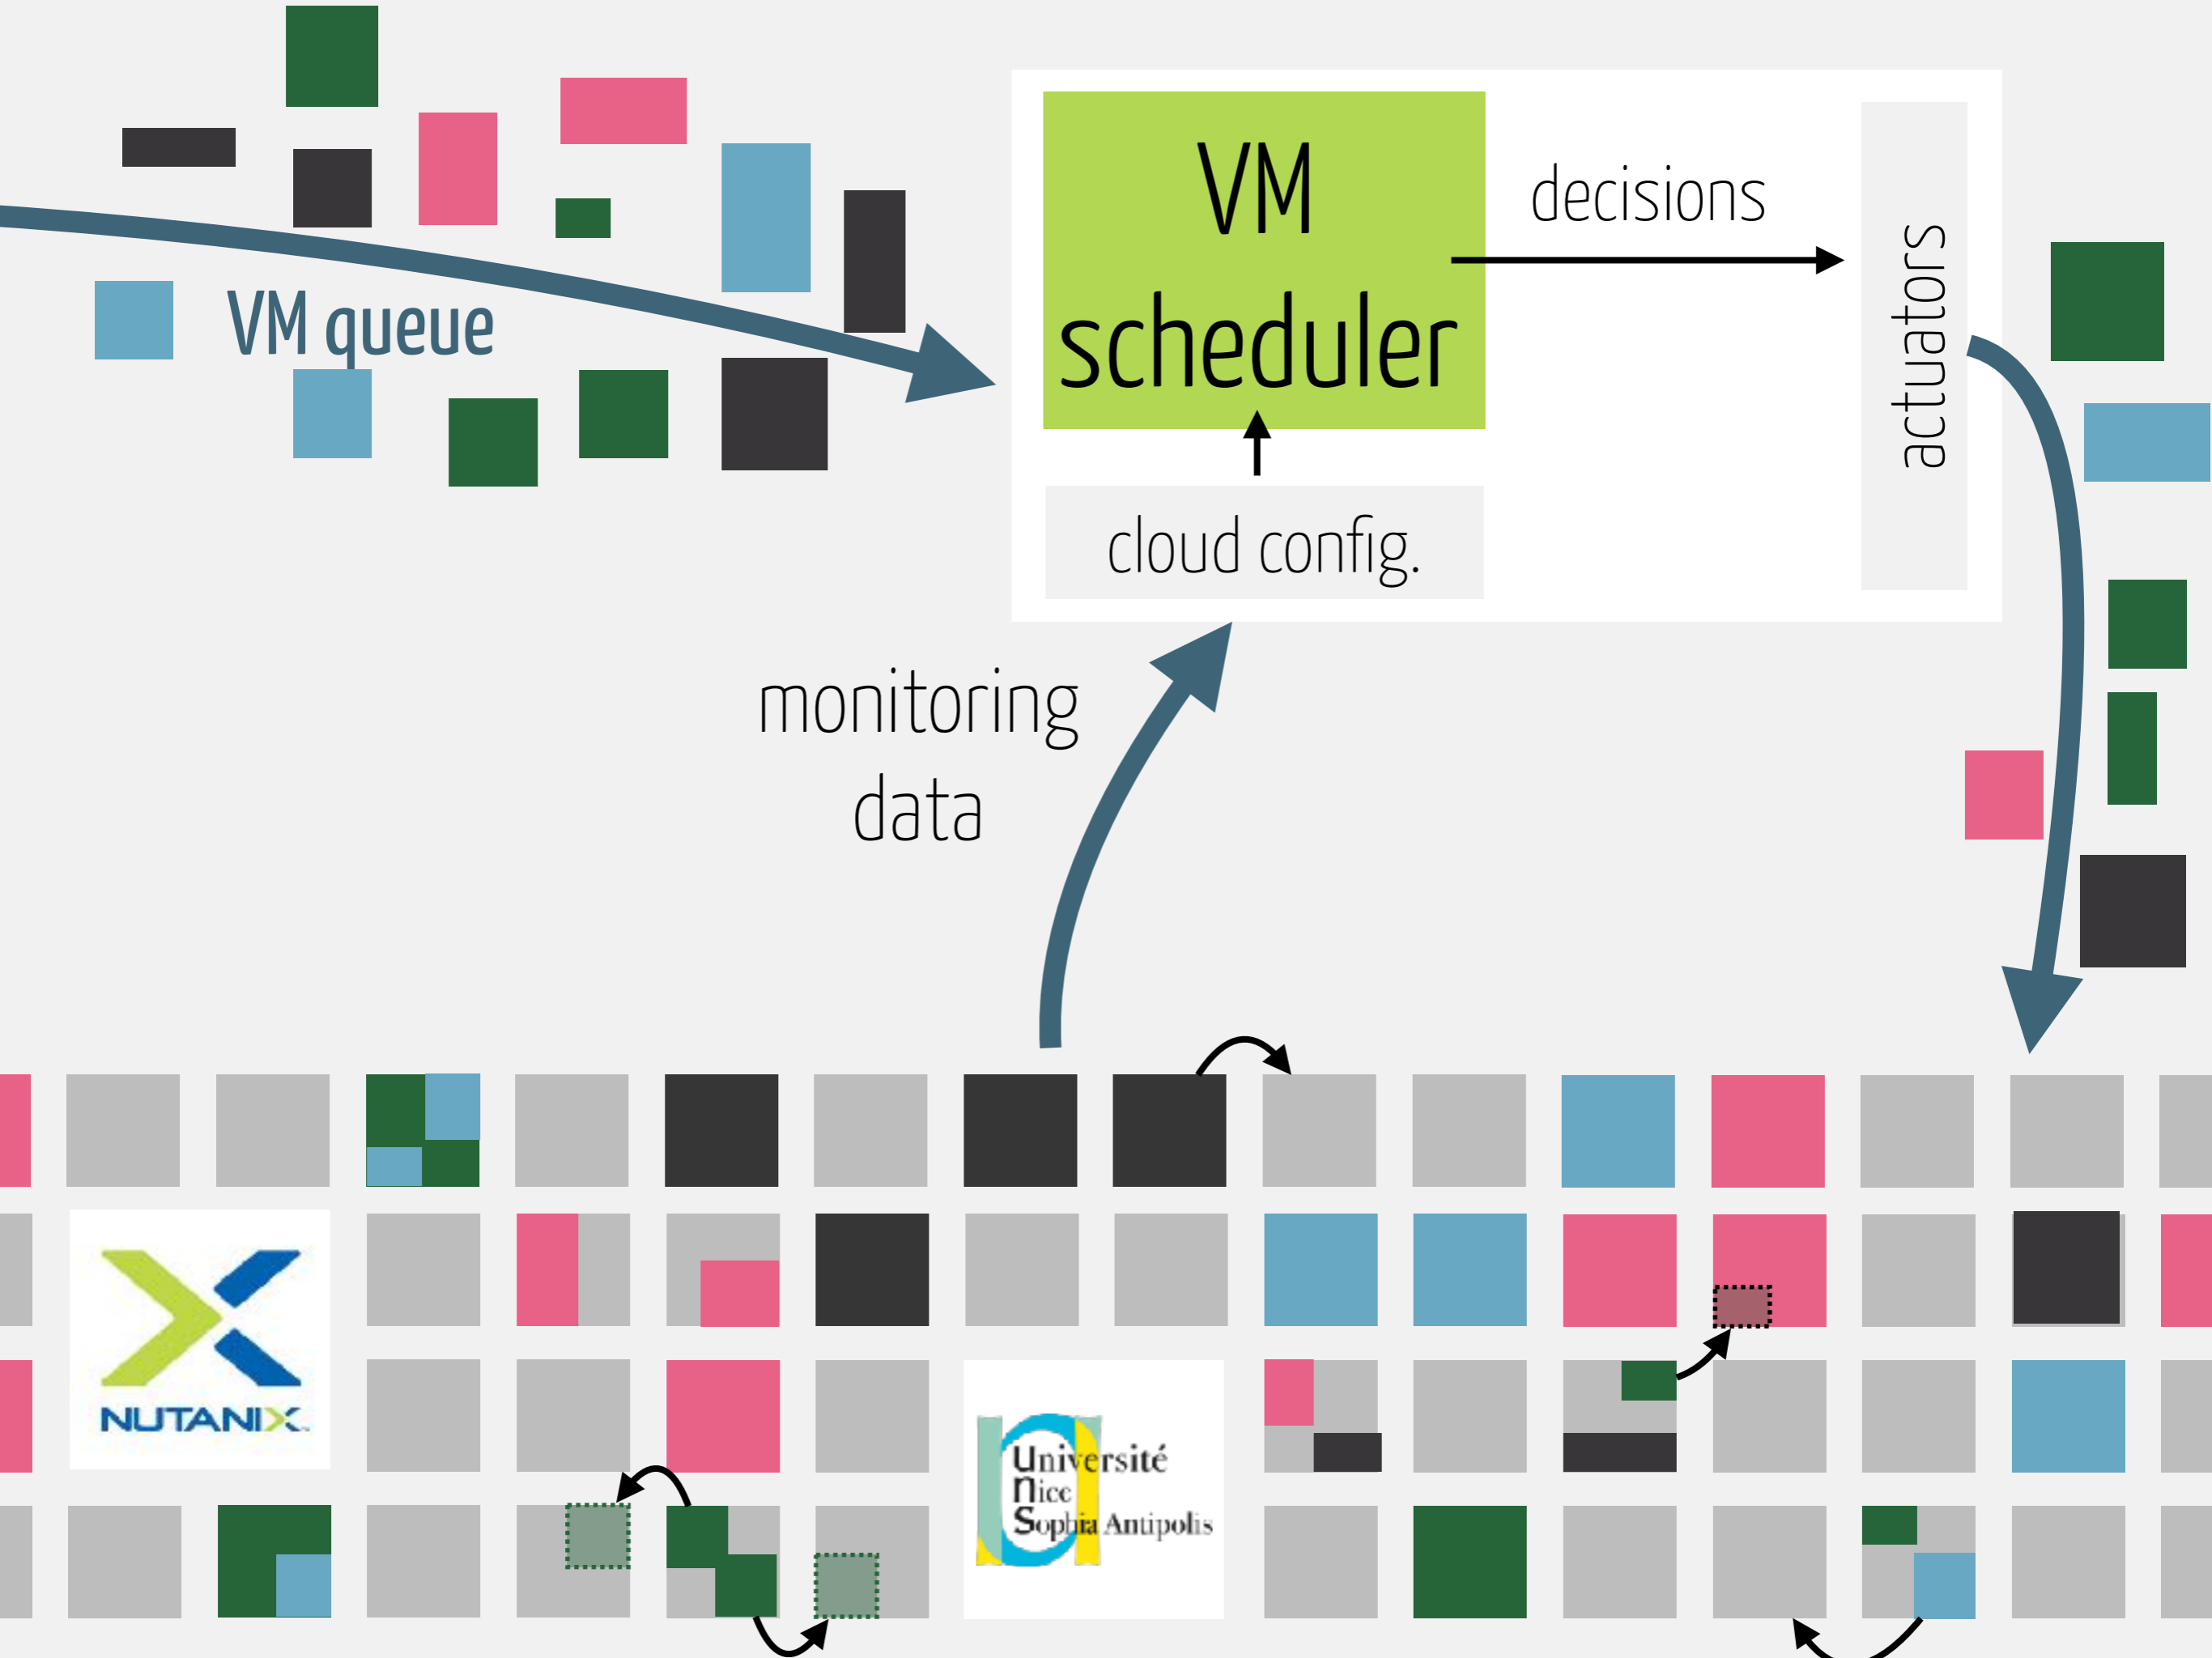 VM
scheduler
decisions
actuators
VM queue
cloud config.
monitoring
data
NUTANIX
Université
Nice
Sophia Antipolis